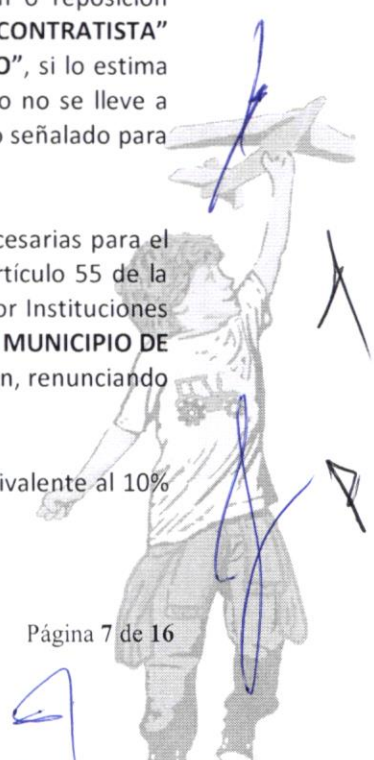 o reposición
CONTRATISTA”
O”, si lo estima
o no se lleve a
o señalado para
cesarias para el
rtículo 55 de la
or Instituciones
MUNICIPIO DE
n, renunciando
ivalente al 10%
Página 7 de 16